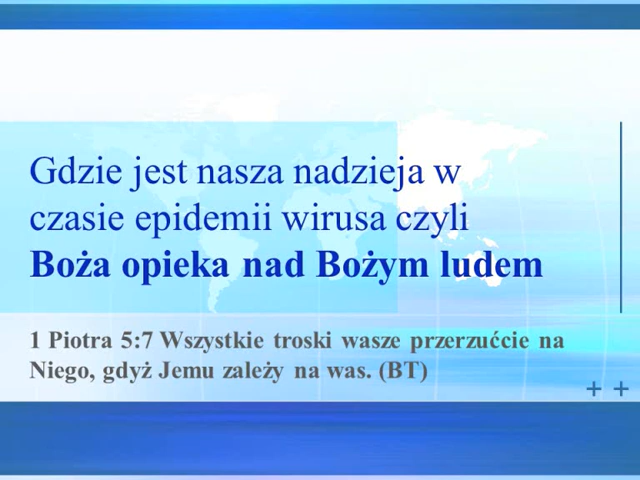 Gdzie jest nasza nadzieja w
czasie epidemii wirusa czyli
Boża opieka nad Bożym ludem
1 Piotra 5:7 Wszystkie troski wasze przerzućcie na
Niego, gdyż Jemu zależy na was. (BT)